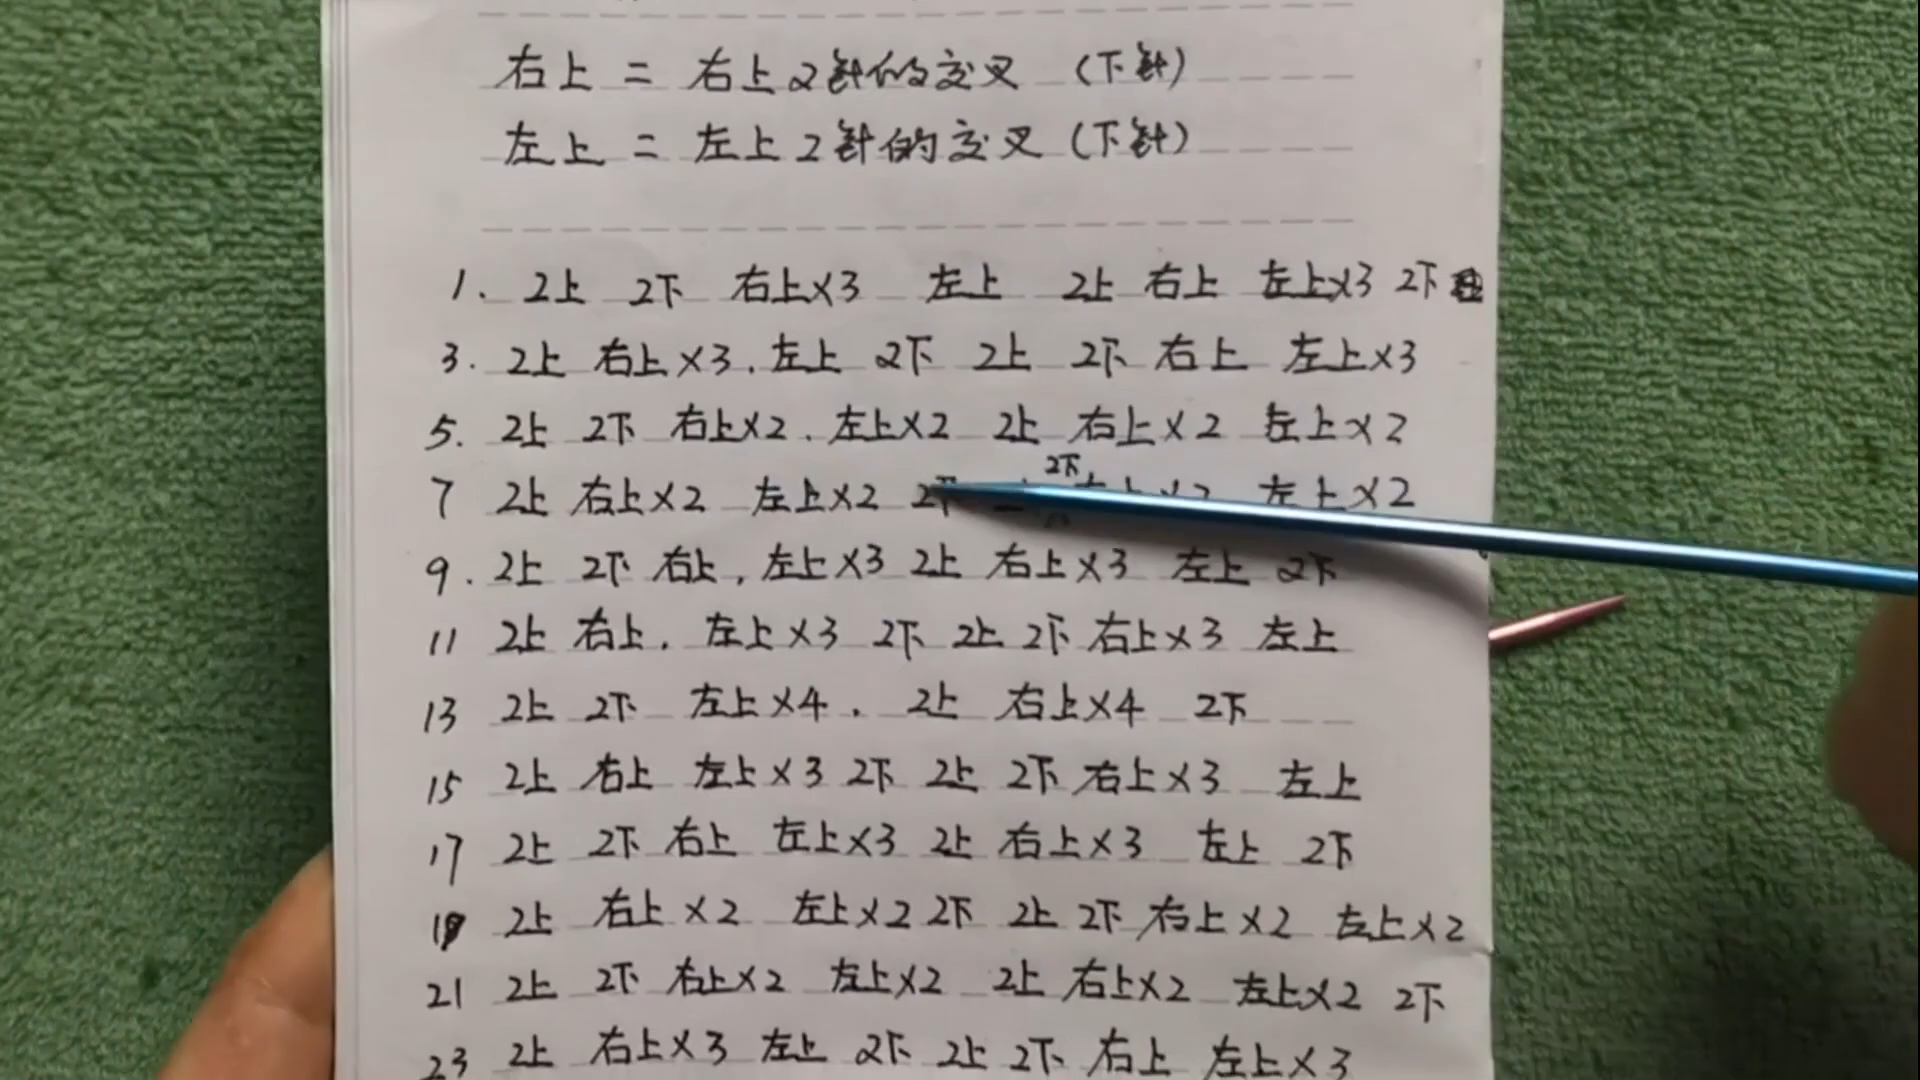 右上 = 右上2針的交叉 (下針)
左上 = 左上2針的交叉 (下針)
1. 2上 2下 右上×3 左上 2上 右上 左上×3 2下
3. 2上 右上×3. 左上 2下 2上 2下 右上 左上×3
5. 2上 2下 右上×2. 左上×2 2上 右上×2 左上×2
2下
7 2上 右上×2 左上×2 2下 右上×2 左上×2
9. 2上 2下 右上, 左上×3 2上 右上×3 左上 2下
11 2上 右上. 左上×3 2下 2上 2下 右上×3 左上
13 2上 2下 左上×4. 2上 右上×4 2下
15 2上 右上 左上×3 2下 2上 2下 右上×3 左上
17 2上 2下 右上 左上×3 2上 右上×3 左上 2下
19 2上 右上×2 左上×2 2下 2上 2下 右上×2 左上×2
21 2上 2下 右上×2 左上×2 2上 右上×2 左上×2 2下
23 2上 右上×3 左上 2下 2上 2下 右上 左上×3